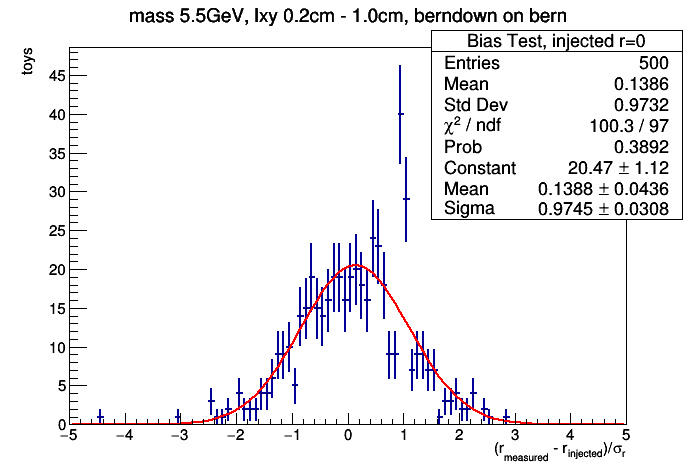 mass 5.5GeV, lxy 0.2cm - 1.0cm, berndown on bern
Bias Test, injected r=0
Entries 500
Mean 0.1386
Std Dev 0.9732
χ² / ndf 100.3 / 97
Prob 0.3892
Constant 20.47 ± 1.12
Mean 0.1388 ± 0.0436
Sigma 0.9745 ± 0.0308
toys
45
40
35
30
25
20
15
10
5
0
−5 −4 −3 −2 −1 0 1 2 3 4 5
(r_measured - r_injected)/σ_r